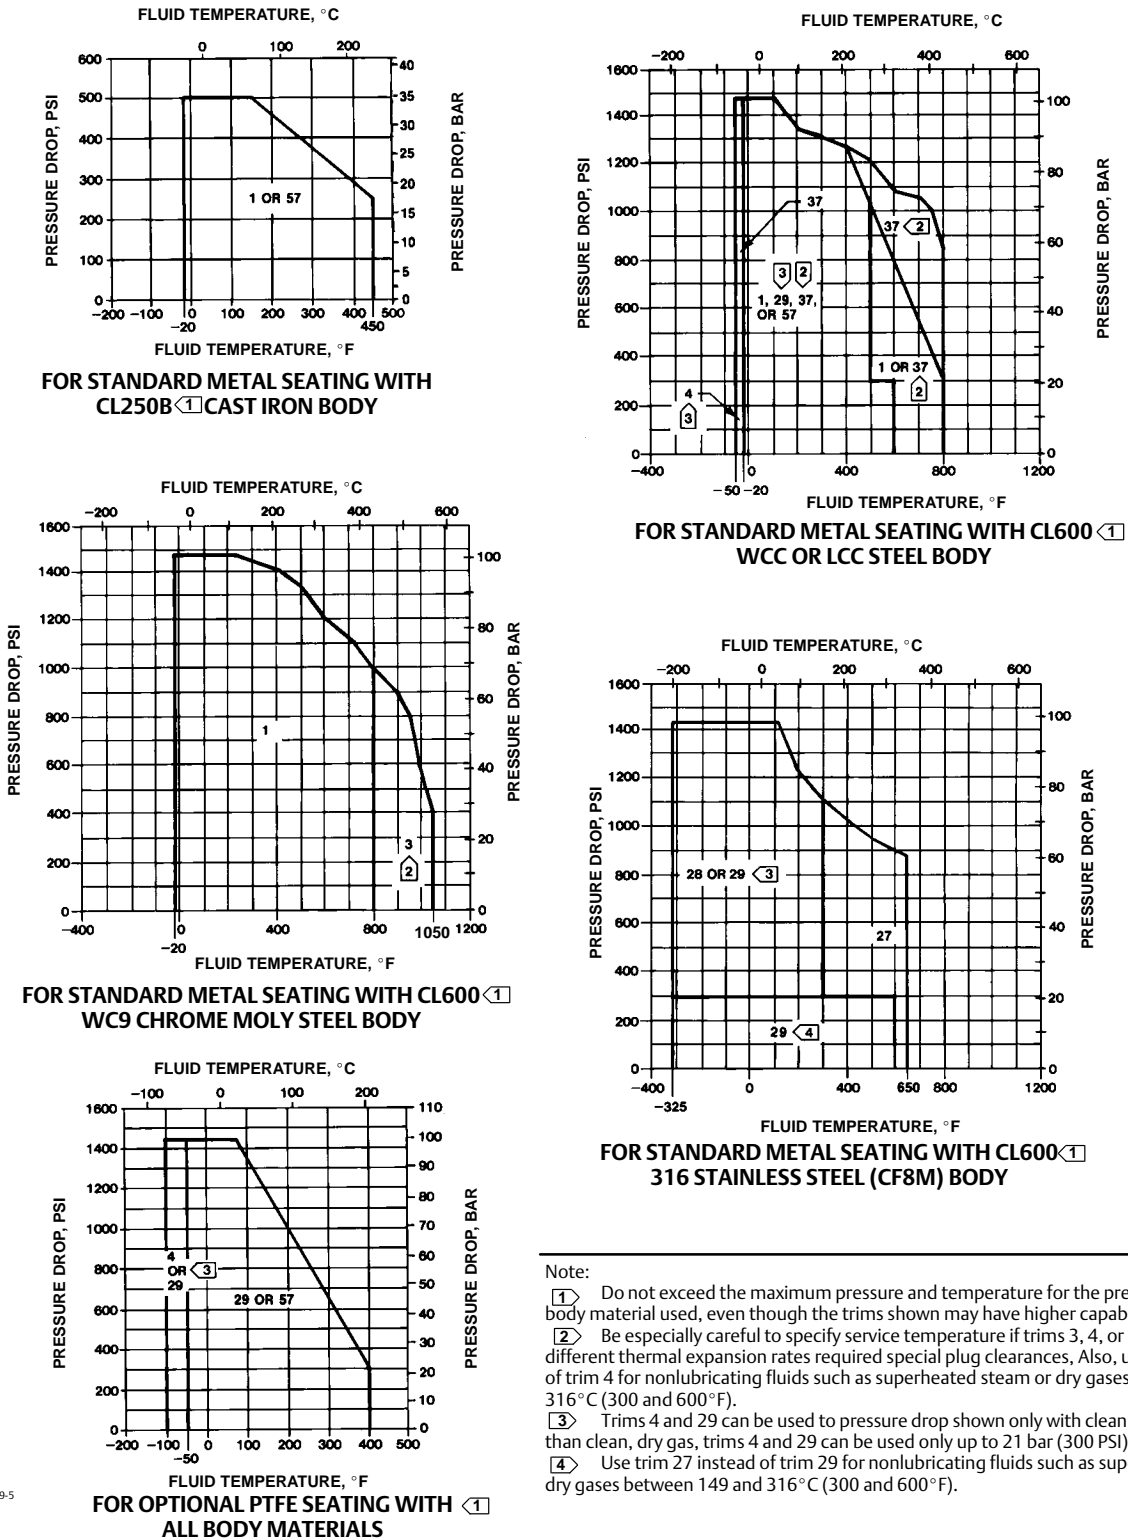 FLUID TEMPERATURE, °C
0 100 200
600 500 400 300 200 100 0
40 35 30 25 20 15 10 5 0
PRESSURE DROP, PSI
PRESSURE DROP, BAR
1 OR 57
−200 −100 0 100 200 300 400 500
−20 450
FLUID TEMPERATURE, °F
FOR STANDARD METAL SEATING WITH
CL250B 1 CAST IRON BODY
FLUID TEMPERATURE, °C
−200 0 200 400 600
1600 1400 1200 1000 800 600 400 200 0
100 80 60 40 20 0
PRESSURE DROP, PSI
PRESSURE DROP, BAR
37
37 2
3 2
1, 29, 37,
OR 57
1 OR 37
2
4
3
−400 0 400 800 1200
−50 −20
FLUID TEMPERATURE, °F
FOR STANDARD METAL SEATING WITH CL600 1
WCC OR LCC STEEL BODY
FLUID TEMPERATURE, °C
−200 0 200 400 600
1600 1400 1200 1000 800 600 400 200 0
100 80 60 40 20 0
PRESSURE DROP, PSI
PRESSURE DROP, BAR
1
3
2
−400 0 400 800 1050 1200
−20
FLUID TEMPERATURE, °F
FOR STANDARD METAL SEATING WITH CL600 1
WC9 CHROME MOLY STEEL BODY
FLUID TEMPERATURE, °C
−200 0 200 400 600
1600 1400 1200 1000 800 600 400 200 0
100 80 60 40 20 0
PRESSURE DROP, PSI
PRESSURE DROP, BAR
28 OR 29 3
27
29 4
−400 0 400 650 800 1200
−325
FLUID TEMPERATURE, °F
FOR STANDARD METAL SEATING WITH CL600 1
316 STAINLESS STEEL (CF8M) BODY
FLUID TEMPERATURE, °C
−100 0 100 200
1600 1400 1200 1000 800 600 400 200 0
110 100 90 80 70 60 50 40 30 20 10 0
PRESSURE DROP, PSI
PRESSURE DROP, BAR
4
OR 3
29
29 OR 57
−200 −100 0 100 200 300 400 500
−50
FLUID TEMPERATURE, °F
FOR OPTIONAL PTFE SEATING WITH 1
ALL BODY MATERIALS
9-5
Note:
1 Do not exceed the maximum pressure and temperature for the pre
body material used, even though the trims shown may have higher capab
2 Be especially careful to specify service temperature if trims 3, 4, or
different thermal expansion rates required special plug clearances, Also, u
of trim 4 for nonlubricating fluids such as superheated steam or dry gases
316°C (300 and 600°F).
3 Trims 4 and 29 can be used to pressure drop shown only with clean
than clean, dry gas, trims 4 and 29 can be used only up to 21 bar (300 PSI)
4 Use trim 27 instead of trim 29 for nonlubricating fluids such as sup
dry gases between 149 and 316°C (300 and 600°F).